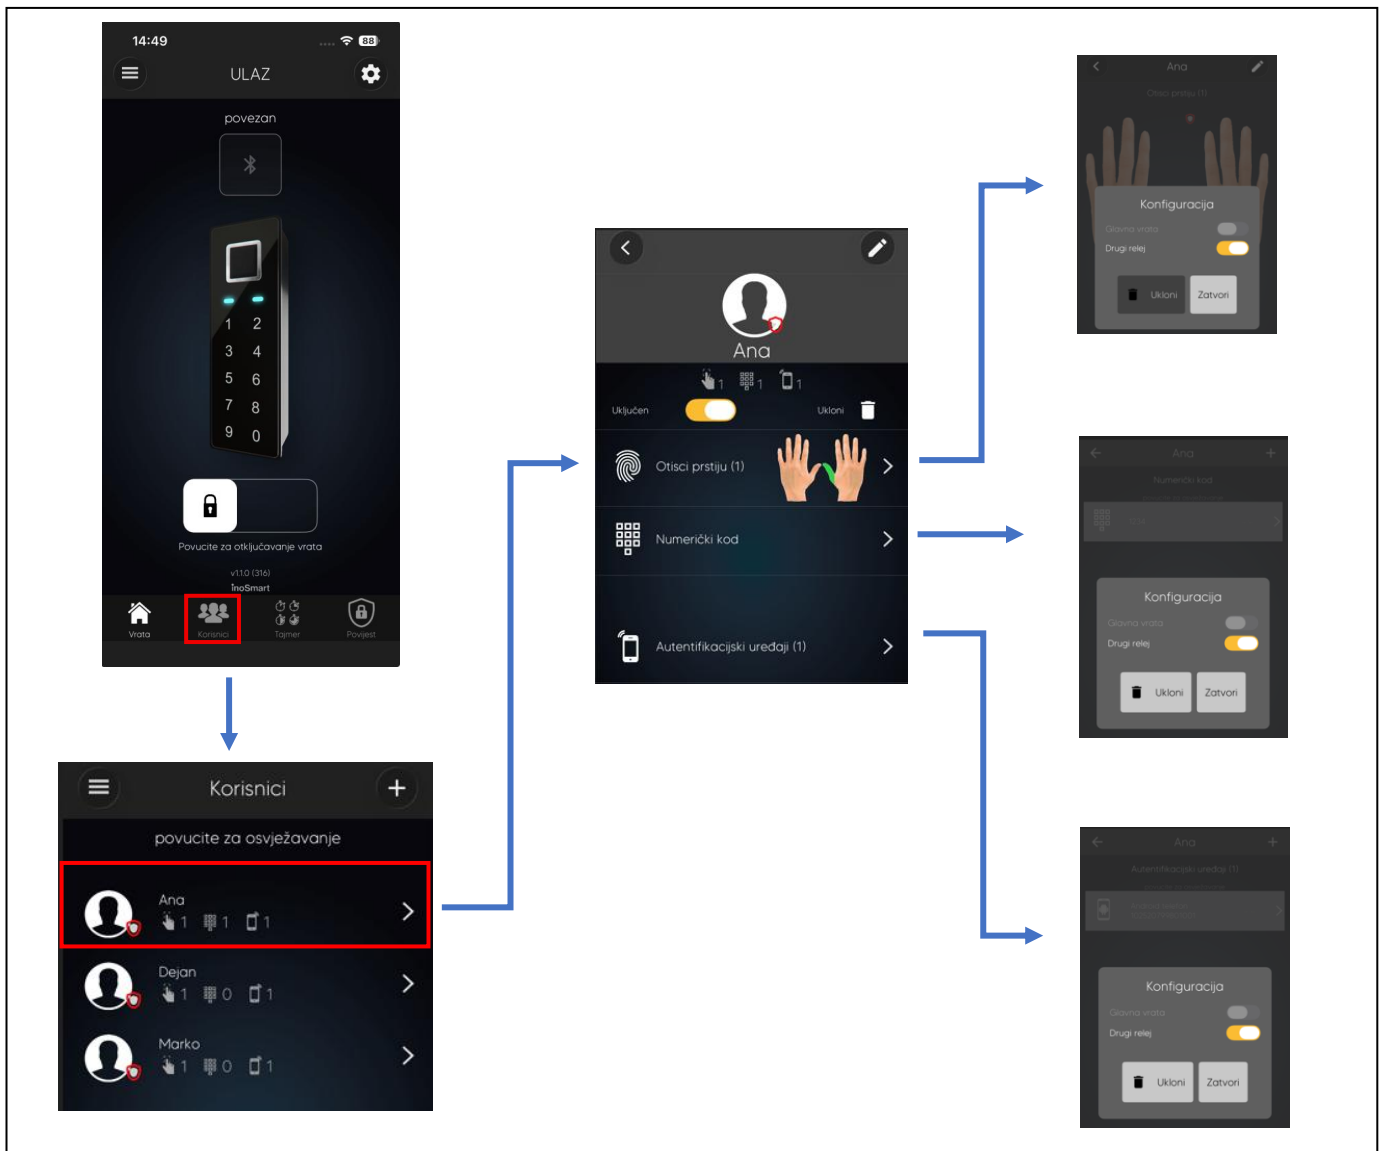 14:49
88
ULAZ
povezan
1 2
3 4
5 6
7 8
9 0
Povucite za otključavanje vrata
v1.1.0 (316)
inoSmart
Vrata
Korisnici
Tajmer
Povijest
Korisnici
povucite za osvježavanje
Ana
1 1 1
Dejan
1 0 1
Marko
1 0 1
Ana
1 1 1
Uključen
Ukloni
Otisci prstiju (1)
Numerički kod
Autentifikacijski uređaji (1)
Ana
Otisci prstiju (1)
Konfiguracija
Glavna vrata
Drugi relej
Ukloni
Zatvori
Ana
Numerički kod
Konfiguracija
Glavna vrata
Drugi relej
Ukloni
Zatvori
Ana
Autentifikacijski uređaji (1)
Konfiguracija
Glavna vrata
Drugi relej
Ukloni
Zatvori